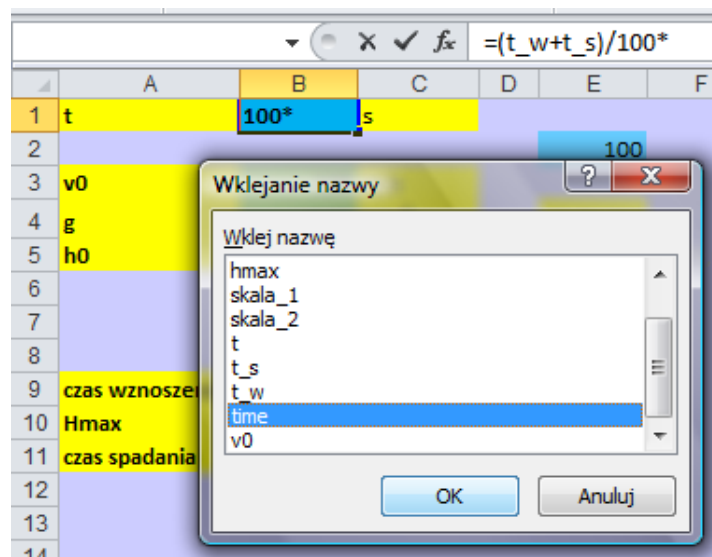 =(t_w+t_s)/100*
A B C D E F
1 t 100* s
2 100
3 v0
4 g
5 h0
6
7
8
9 czas wznoszen
10 Hmax
11 czas spadania
12
13
14
Wklejanie nazwy
Wklej nazwę
hmax
skala_1
skala_2
t
t_s
t_w
time
v0
OK Anuluj